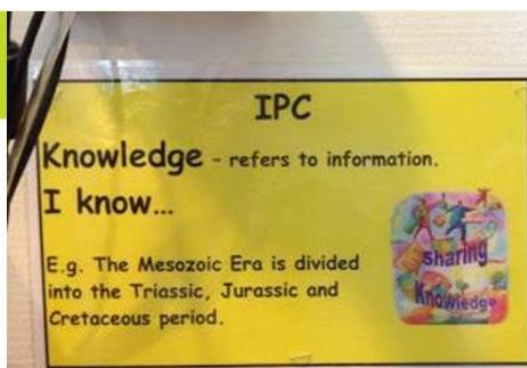 IPC
Knowledge - refers to information.
I know...
E.g. The Mesozoic Era is divided
into the Triassic, Jurassic and
Cretaceous period.
sharing
Knowledge